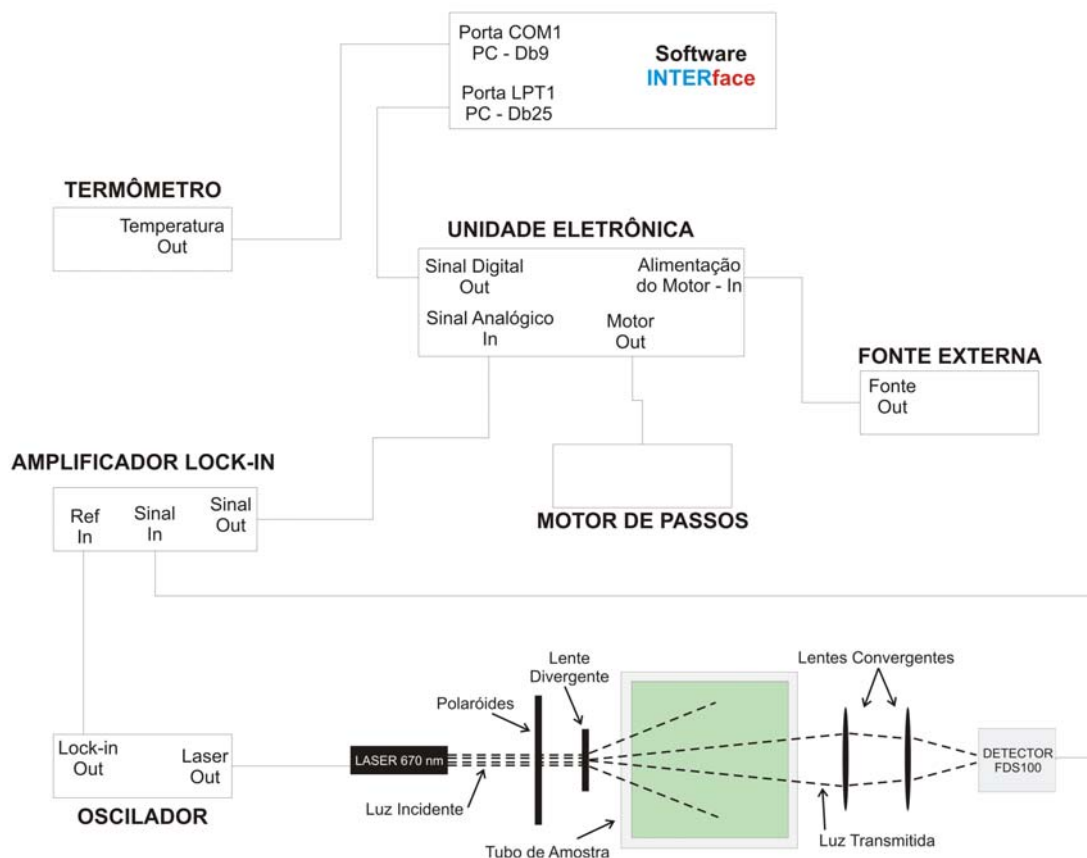 Porta COM1
PC - Db9
Software
INTERface
Porta LPT1
PC - Db25
TERMÔMETRO
Temperatura
Out
UNIDADE ELETRÔNICA
Sinal Digital
Out
Alimentação
do Motor - In
Sinal Analógico
In
Motor
Out
FONTE EXTERNA
Fonte
Out
AMPLIFICADOR LOCK-IN
Ref
In
Sinal
In
Sinal
Out
MOTOR DE PASSOS
Lente
Divergente
Lentes Convergentes
Polaróides
Lock-in
Out
Laser
Out
LASER 670 nm
DETECTOR
FDS100
Luz Incidente
OSCILADOR
Luz Transmitida
Tubo de Amostra